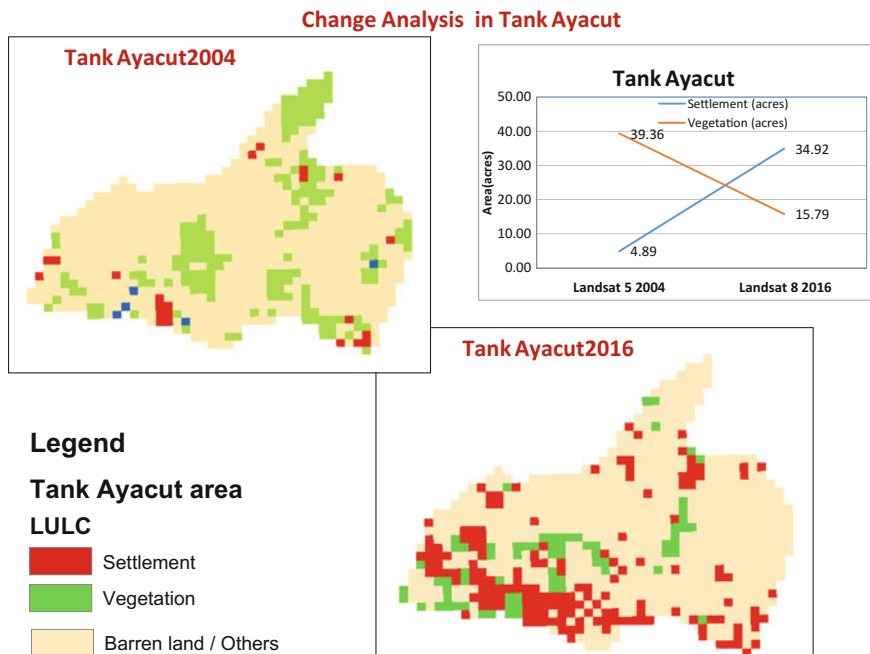 Change Analysis in Tank Ayacut
Tank Ayacut2004
Tank Ayacut
Settlement (acres)
Vegetation (acres)
50.00
40.00
30.00
20.00
10.00
0.00
Area(acres)
39.36
34.92
15.79
4.89
Landsat 5 2004
Landsat 8 2016
Tank Ayacut2016
Legend
Tank Ayacut area
LULC
Settlement
Vegetation
Barren land / Others